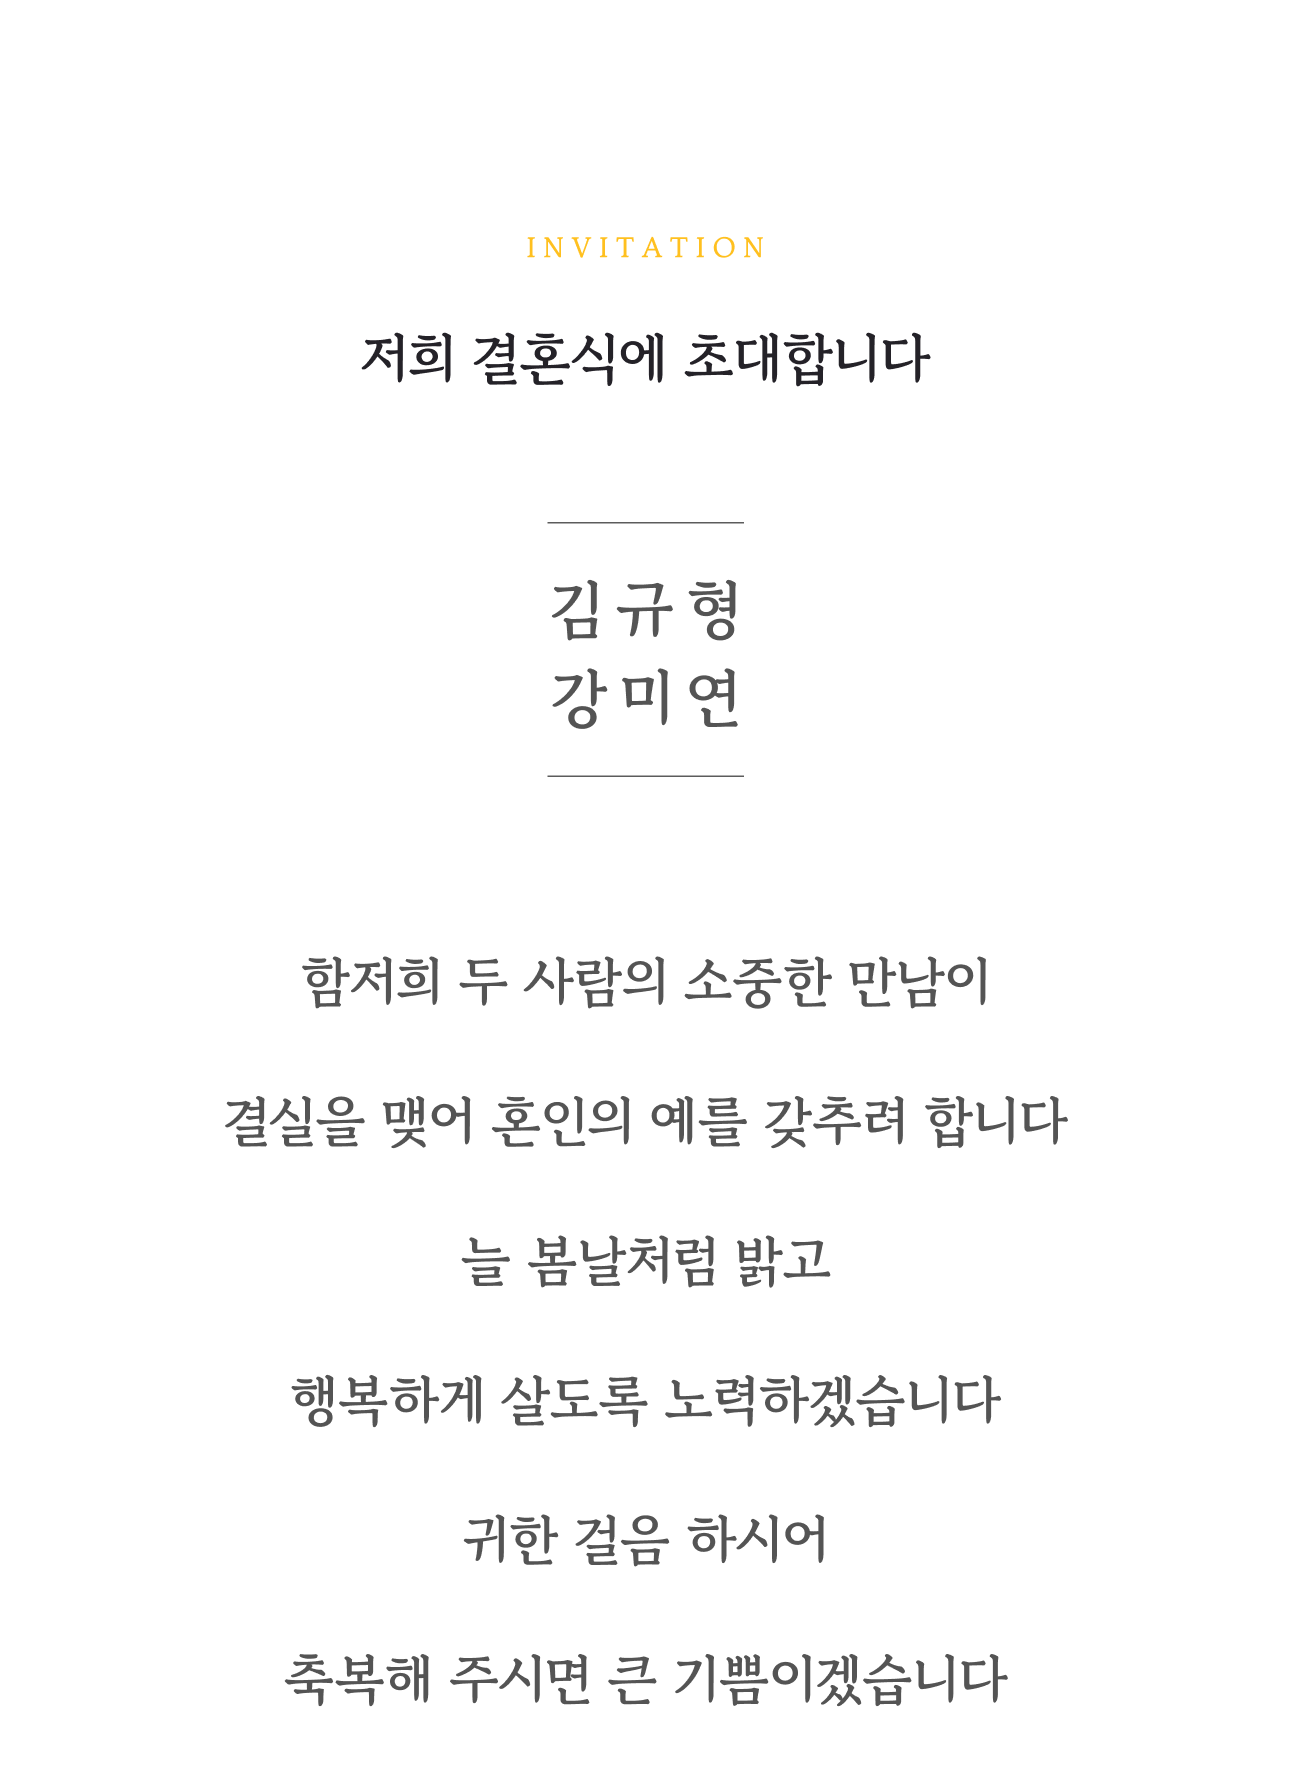 INVITATION
저희 결혼식에 초대합니다
김규형
강미연
함저희 두 사람의 소중한 만남이
결실을 맺어 혼인의 예를 갖추려 합니다
늘 봄날처럼 밝고
행복하게 살도록 노력하겠습니다
귀한 걸음 하시어
축복해 주시면 큰 기쁨이겠습니다